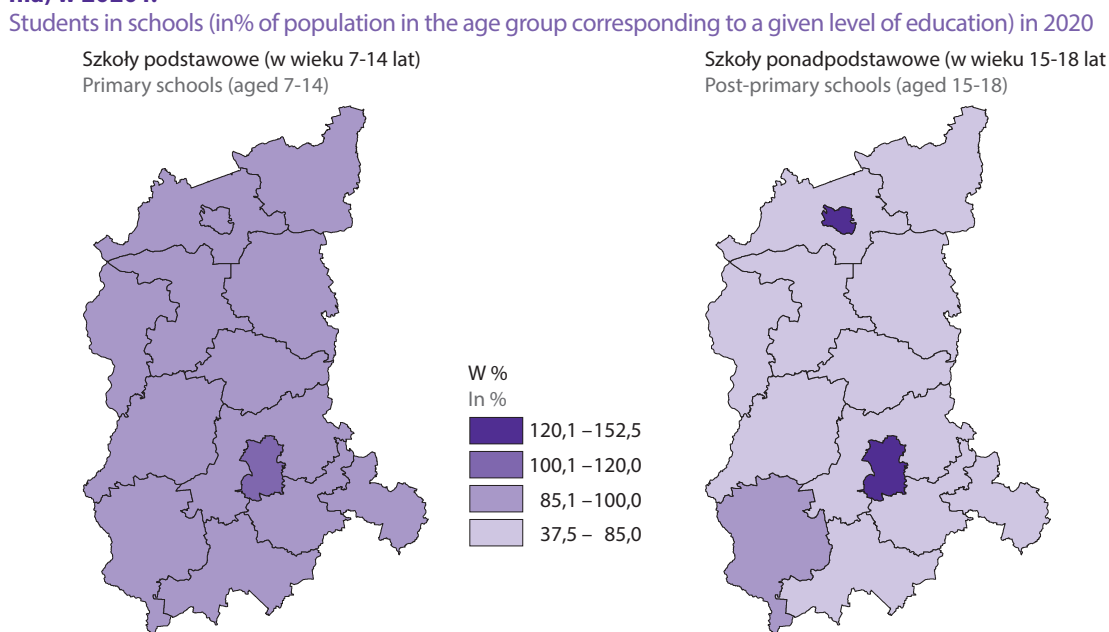 Students in schools (in% of population in the age group corresponding to a given level of education) in 2020
Szkoły podstawowe (w wieku 7-14 lat)
Primary schools (aged 7-14)
Szkoły ponadpodstawowe (w wieku 15-18 lat
Post-primary schools (aged 15-18)
W %
In %
120,1 –152,5
100,1 –120,0
85,1 –100,0
37,5 – 85,0